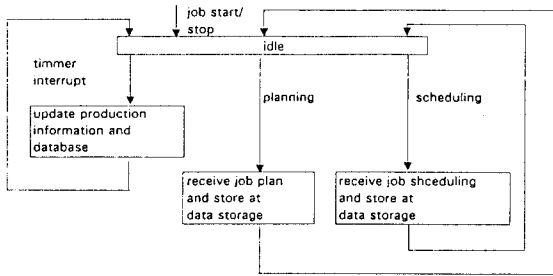 job start/
stop
idle
timmer
interrupt
planning
scheduling
update production
information and
database
receive job plan
and store at
data storage
receive job shceduling
and store at
data storage